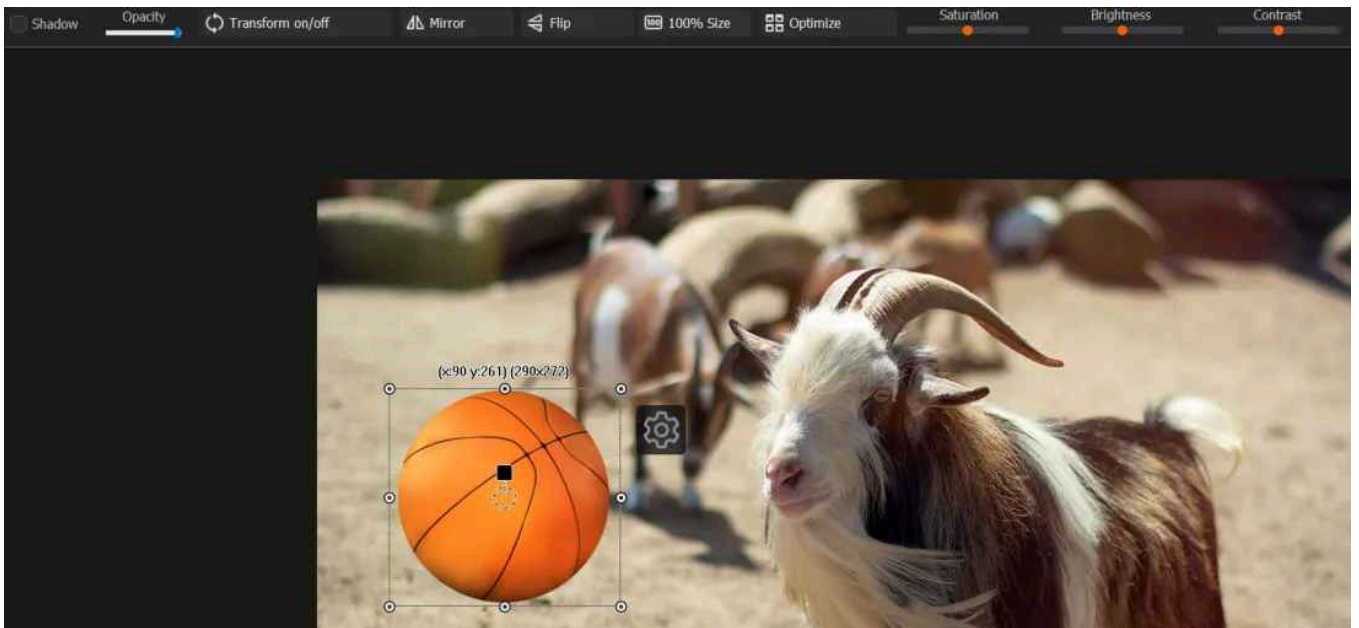 Shadow
Opacity
Transform on/off
Mirror
Flip
100% Size
Optimize
Saturation
Brightness
Contrast
(x:90 y:261) (290x272)